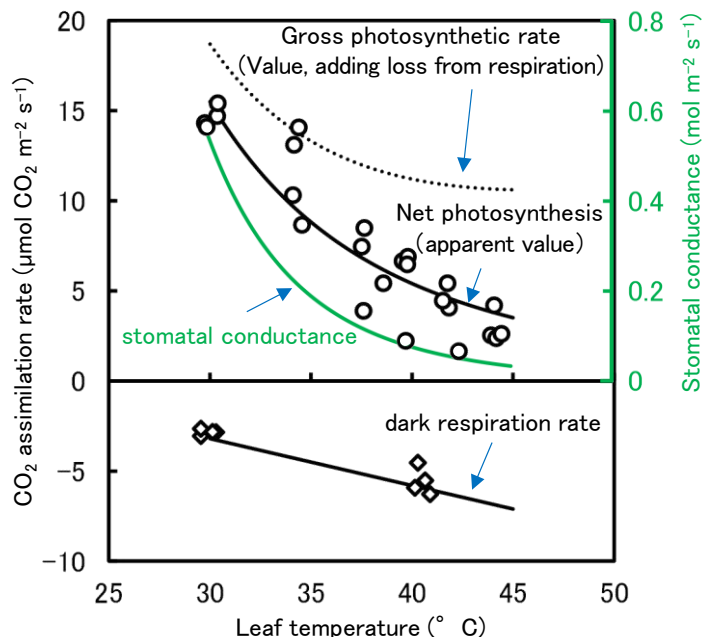 Gross photosynthetic rate
(Value, adding loss from respiration)
Net photosynthesis
(apparent value)
stomatal conductance
dark respiration rate
CO₂ assimilation rate (μmol CO₂ m⁻² s⁻¹)
20
15
10
5
0
−5
−10
Stomatal conductance (mol m⁻² s⁻¹)
0.8
0.6
0.4
0.2
0
25
30
35
40
45
50
Leaf temperature (° C)